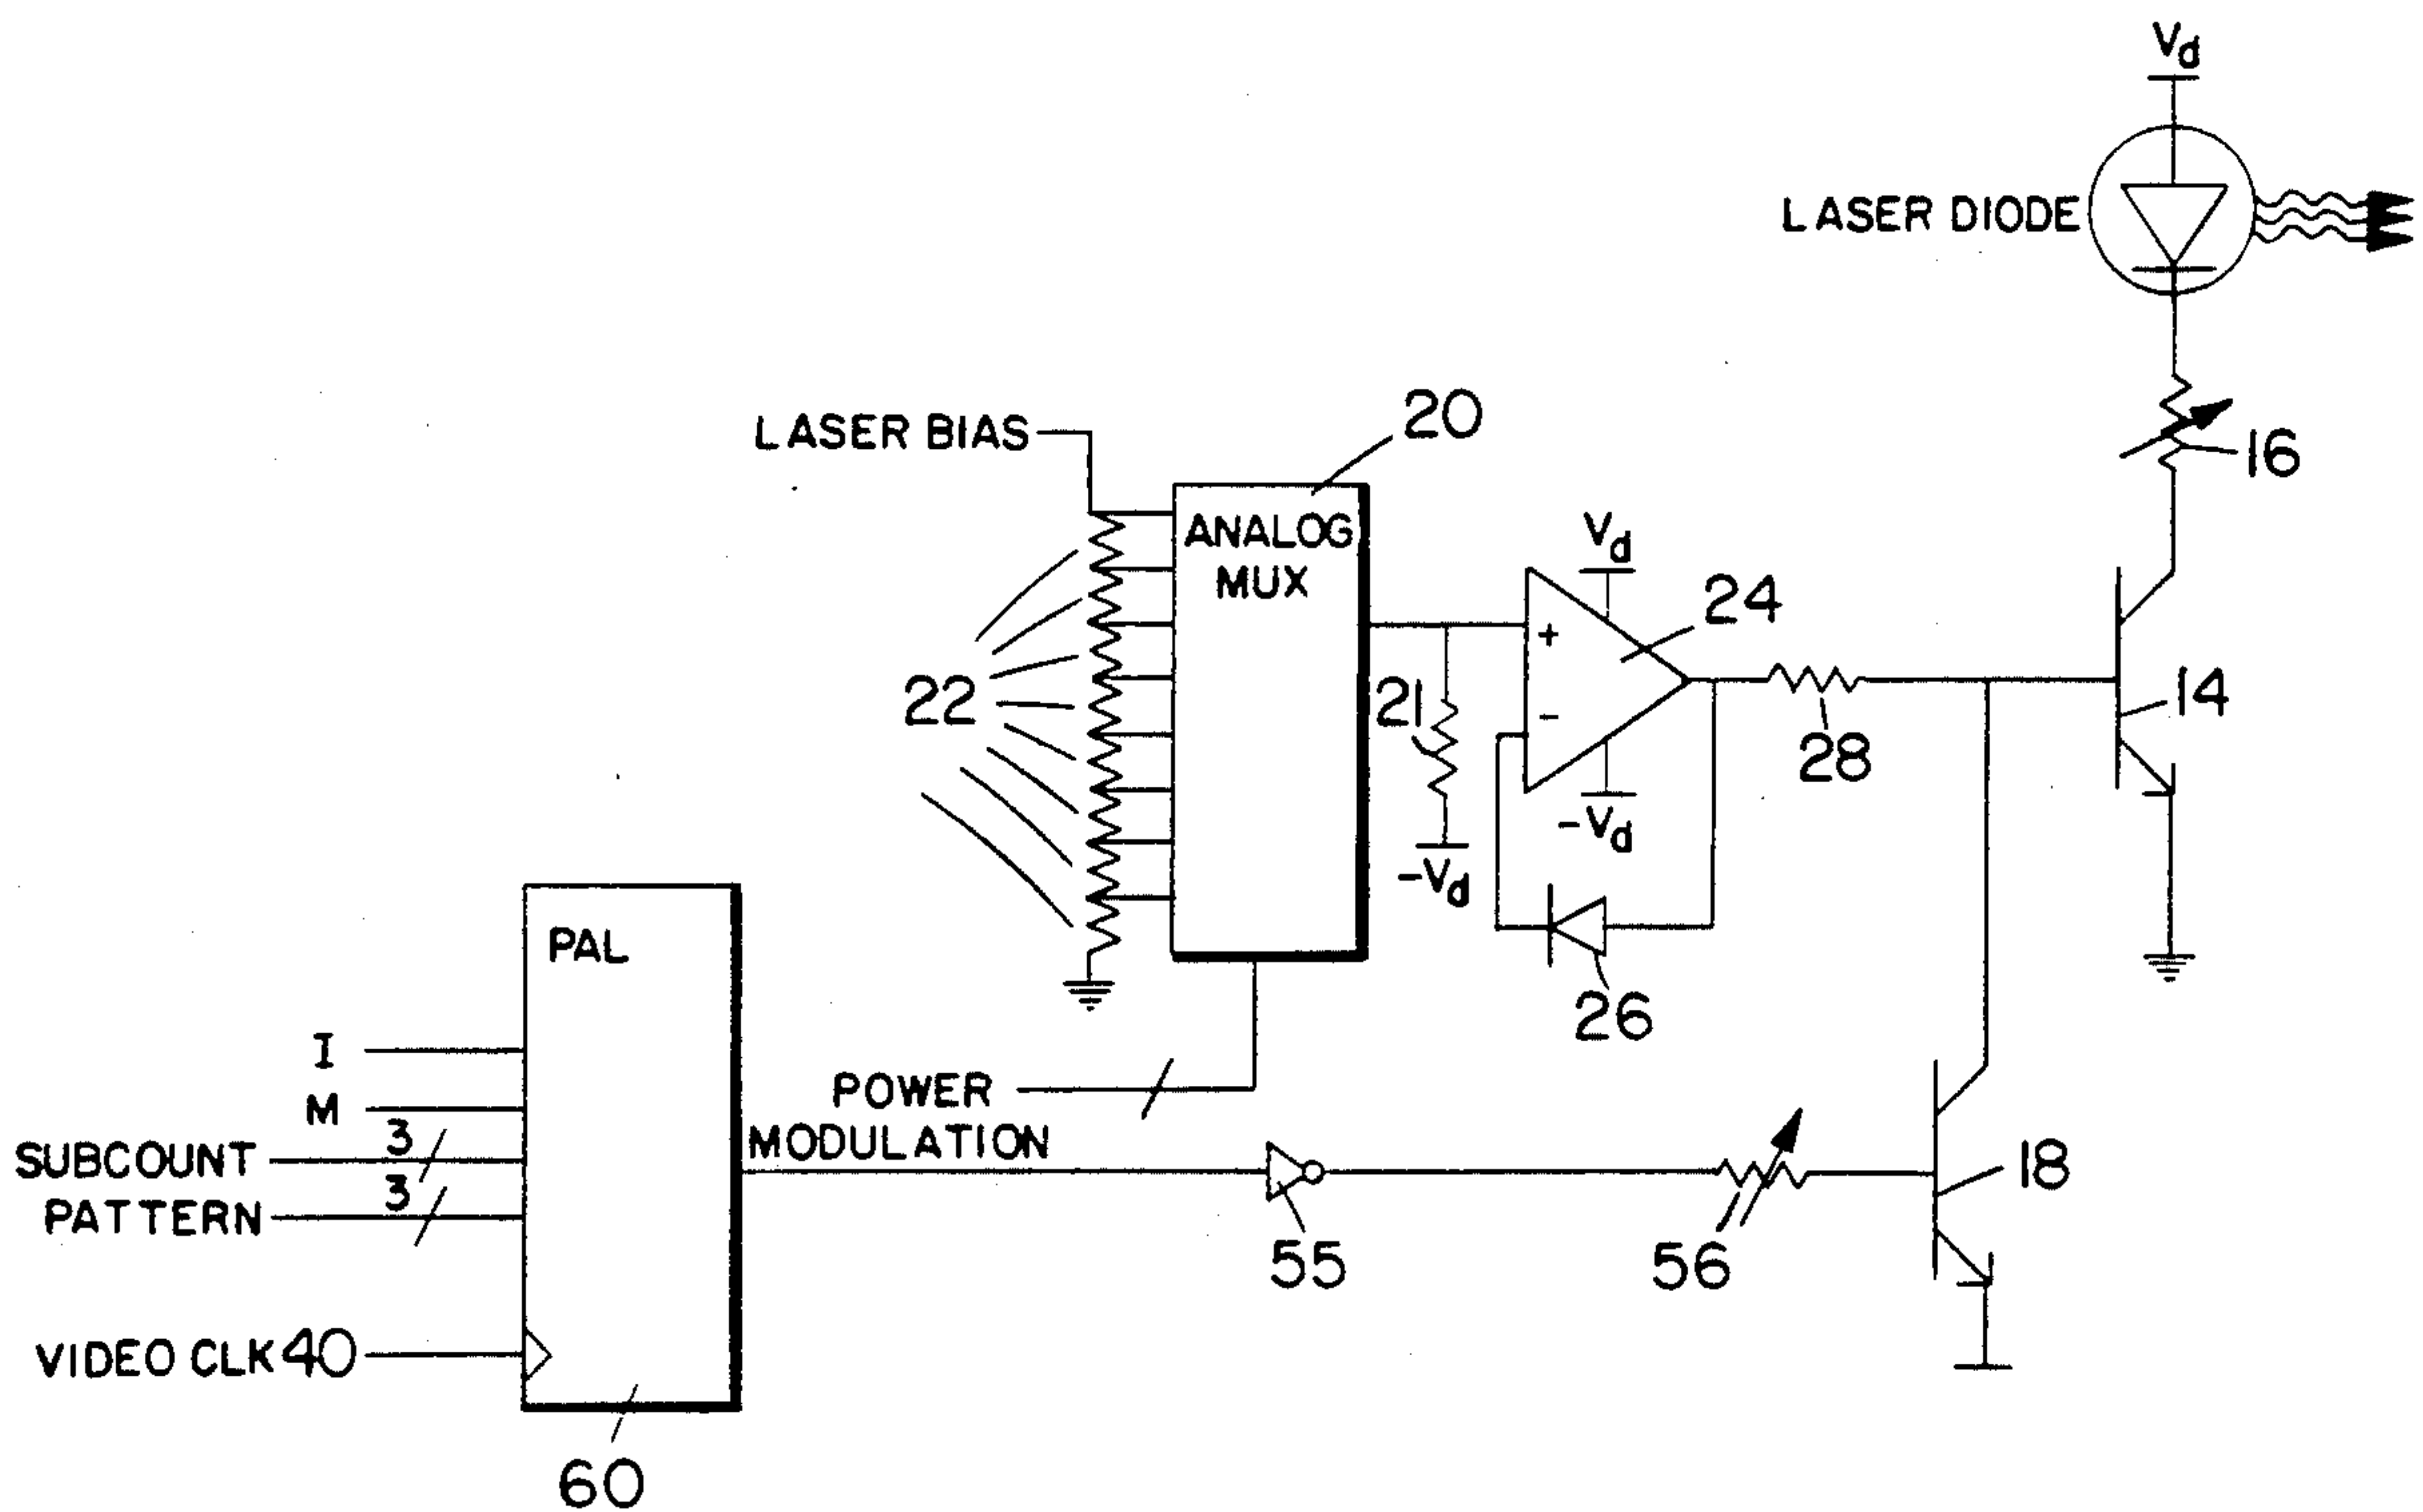 Vd
LASER DIODE
16
LASER BIAS
20
ANALOG
MUX
Vd
24
+
-
22
21
28
14
-Vd
-Vd
26
PAL
I
M
POWER
MODULATION
SUBCOUNT 3
PATTERN 3
18
55
56
VIDEO CLK 40
60